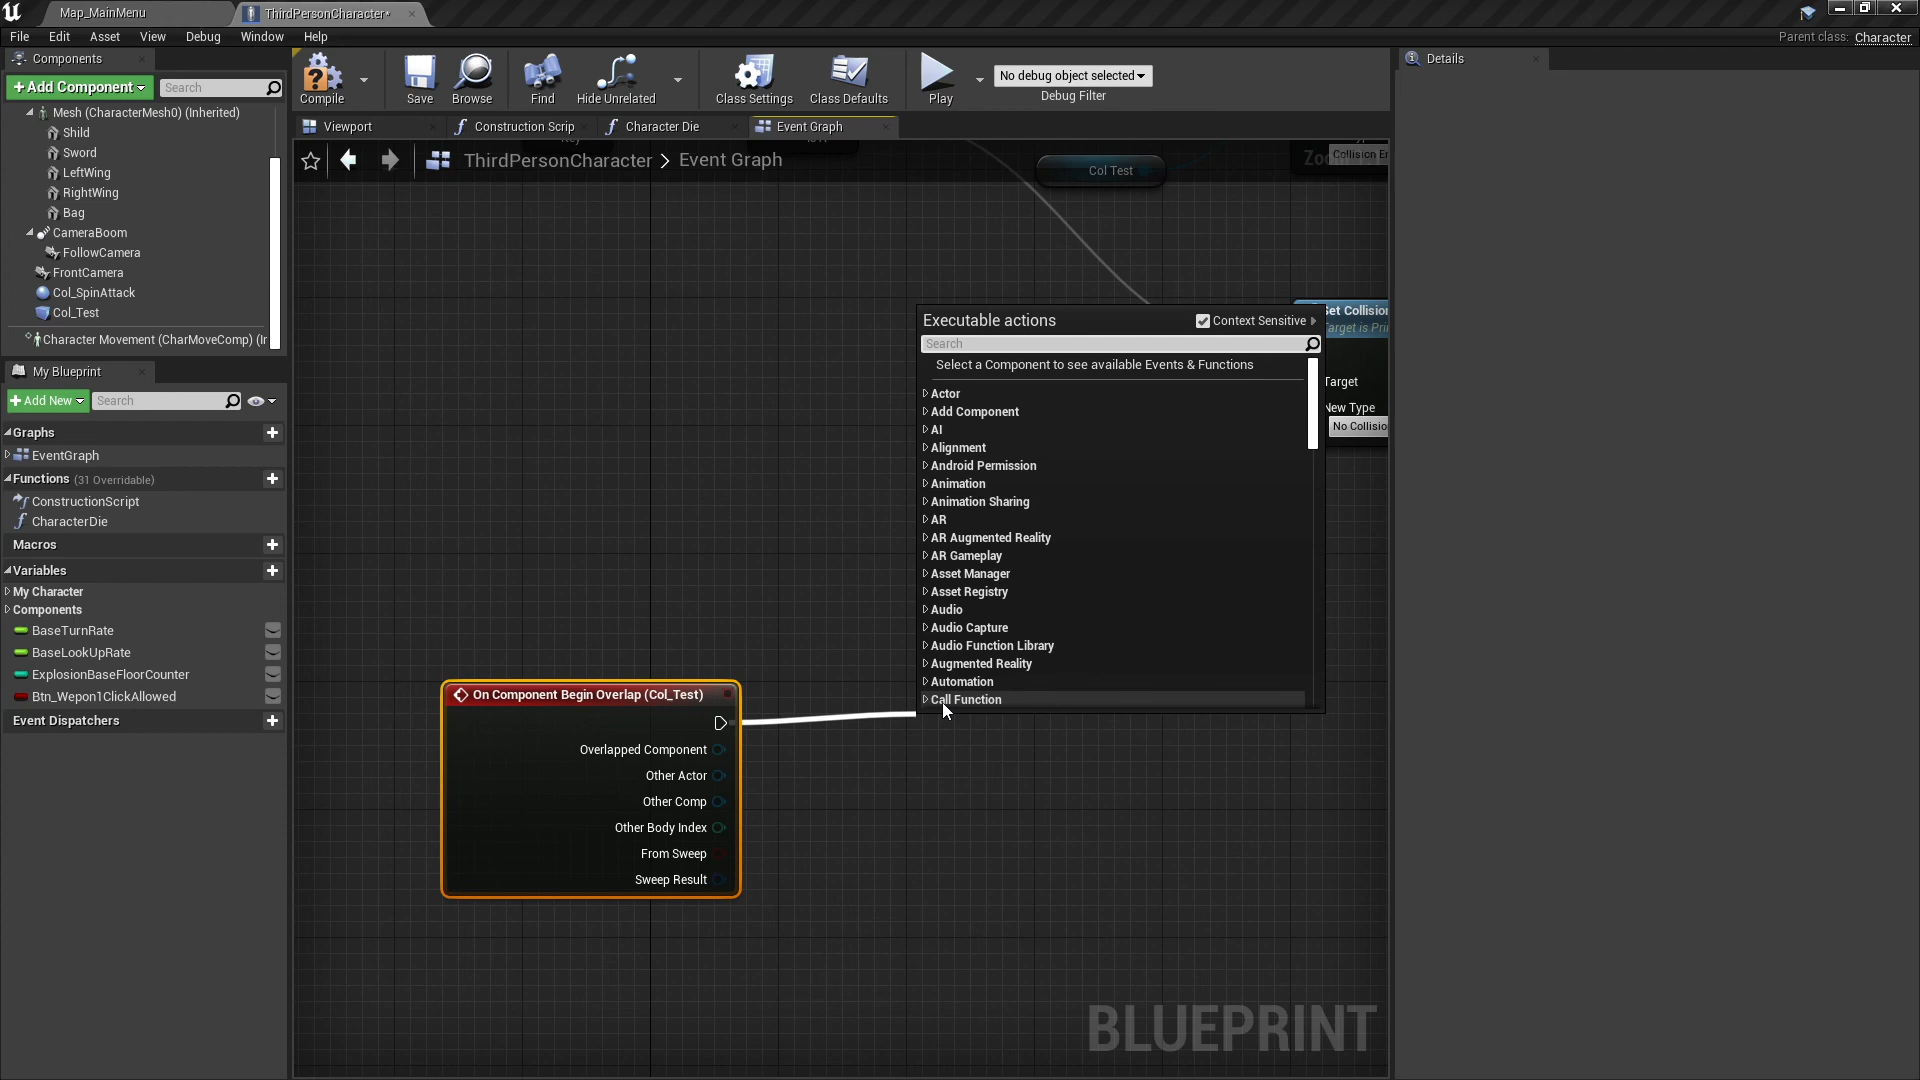 Map_MainMenu
ThirdPersonCharacter*
File Edit Asset View Debug Window Help
Parent class: Character
Components
+Add Component
Search
Mesh (CharacterMesh0) (Inherited)
Shild
Sword
LeftWing
RightWing
Bag
CameraBoom
FollowCamera
FrontCamera
Col_SpinAttack
Col_Test
Character Movement (CharMoveComp) (Ir
My Blueprint
+Add New
Search
Graphs
EventGraph
Functions (31 Overridable)
ConstructionScript
CharacterDie
Macros
Variables
My Character
Components
BaseTurnRate
BaseLookUpRate
ExplosionBaseFloorCounter
Btn_Wepon1ClickAllowed
Event Dispatchers
Compile
Save
Browse
Find
Hide Unrelated
Class Settings
Class Defaults
Play
No debug object selected
Debug Filter
Viewport
Construction Scrip
Character Die
Event Graph
ThirdPersonCharacter > Event Graph
Col Test
Zoom
Collision En
Executable actions
Context Sensitive
Search
Select a Component to see available Events & Functions
Actor
Add Component
AI
Alignment
Android Permission
Animation
Animation Sharing
AR
AR Augmented Reality
AR Gameplay
Asset Manager
Asset Registry
Audio
Audio Capture
Audio Function Library
Augmented Reality
Automation
Call Function
Set Collision
Target is Pri
Target
New Type
No Collisio
On Component Begin Overlap (Col_Test)
Overlapped Component
Other Actor
Other Comp
Other Body Index
From Sweep
Sweep Result
BLUEPRINT
Details